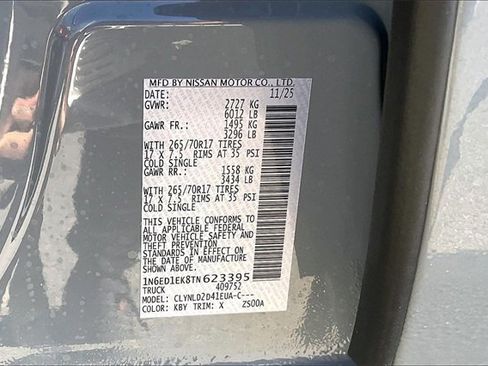 MFD BY NISSAN MOTOR CO., LTD.
DATE: 11/25
GVWR: 2727 KG
6012 LB
GAWR FR.: 1495 KG
3296 LB
WITH 265/70R17 TIRES
17 X 7.5 RIMS AT 35 PSI
COLD SINGLE
GAWR RR.: 1558 KG
3434 LB
WITH 265/70R17 TIRES
17 X 7.5 RIMS AT 35 PSI
COLD SINGLE
THIS VEHICLE CONFORMS TO
ALL APPLICABLE FEDERAL
MOTOR VEHICLE SAFETY AND
THEFT PREVENTION
STANDARDS IN EFFECT ON
THE DATE OF MANUFACTURE
SHOWN ABOVE
1N6ED1EK8TN623395
TRUCK 409752
MODEL: CLYNLD2D41EUA-C---
COLOR: KBY TRIM: X ZS00A